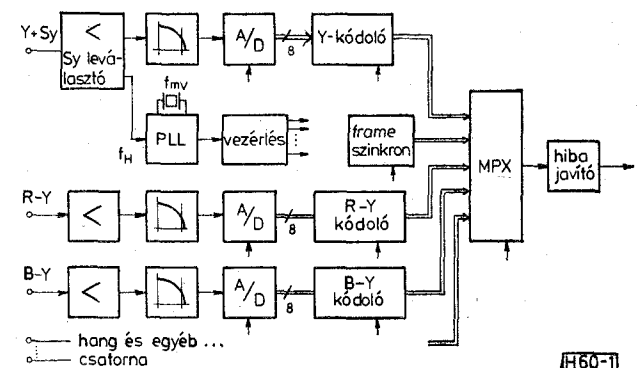 Y+Sy
<
Sy levá-
lasztó
A/D
8
Y-kódoló
fmv
fH
PLL
vezérlés
frame
szinkron
MPX
hiba
javító
R-Y
<
A/D
8
R-Y
kódoló
B-Y
<
A/D
8
B-Y
kódoló
hang és egyéb ...
csatorna
H60-1